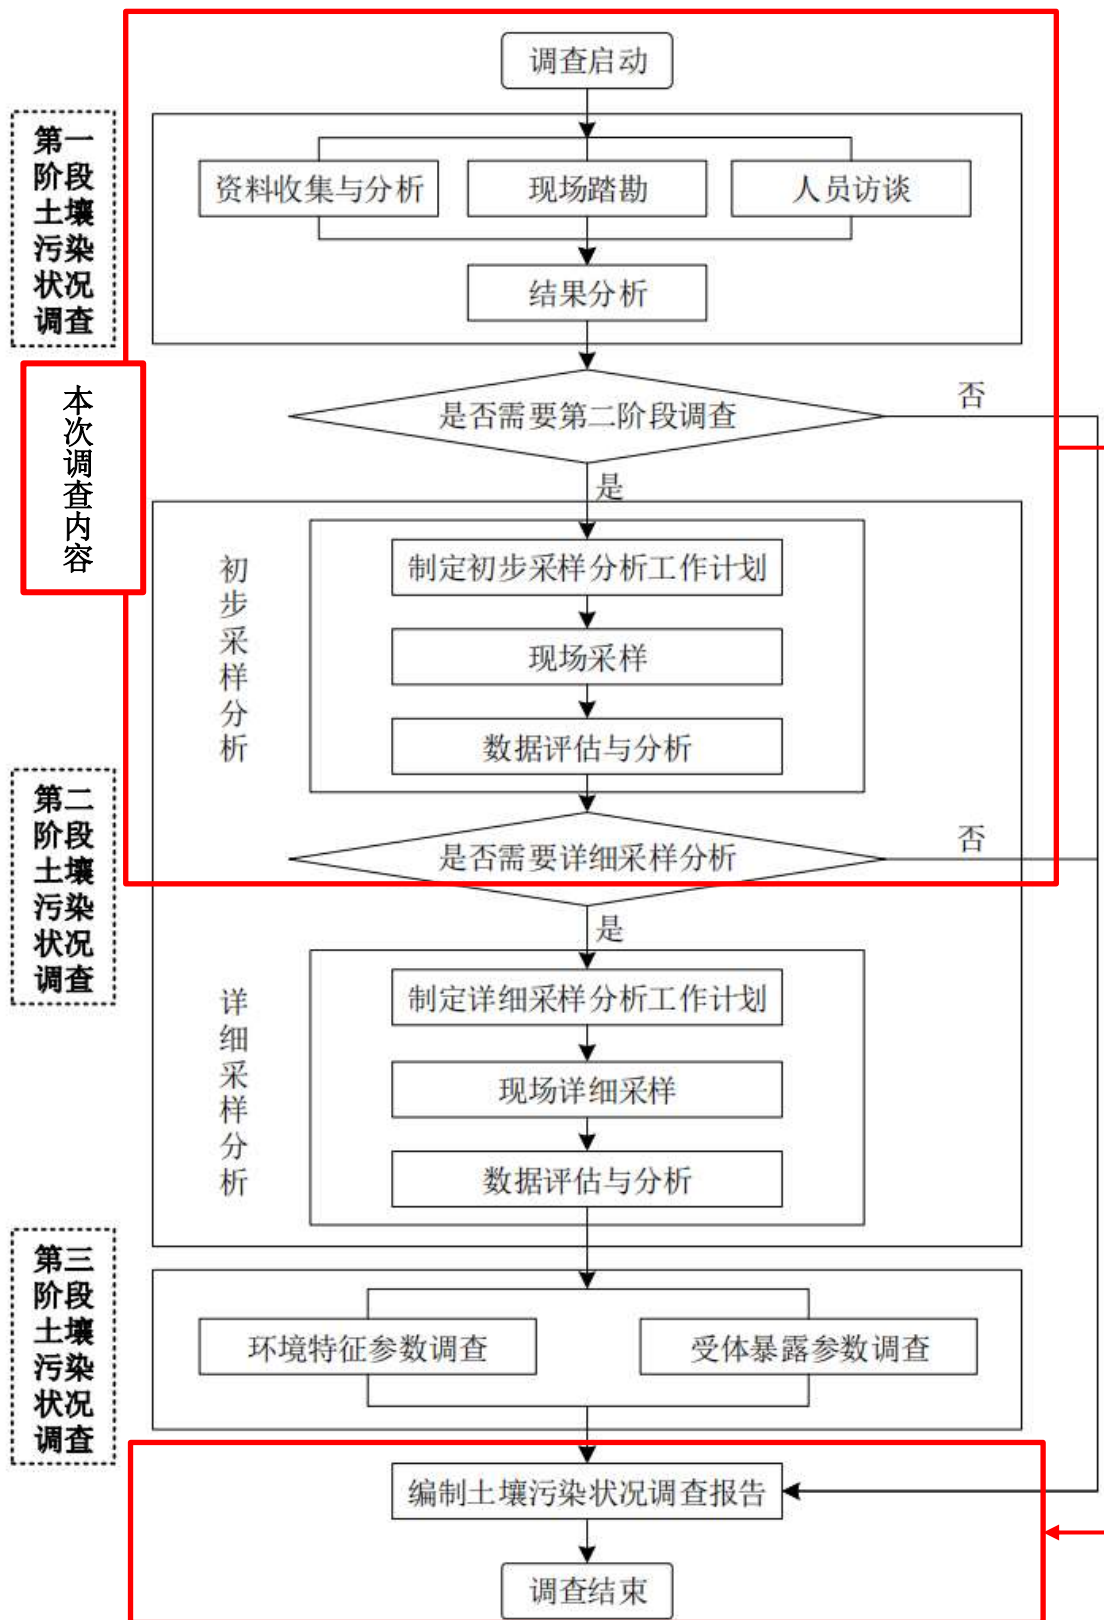 调查启动
第一
阶段
土壤
污染
状况
调查
资料收集与分析
现场踏勘
人员访谈
结果分析
本次调查内容
是否需要第二阶段调查
否
是
初步采样分析
制定初步采样分析工作计划
现场采样
数据评估与分析
第二
阶段
土壤
污染
状况
调查
是否需要详细采样分析
否
是
详细采样分析
制定详细采样分析工作计划
现场详细采样
数据评估与分析
第三
阶段
土壤
污染
状况
调查
环境特征参数调查
受体暴露参数调查
编制土壤污染状况调查报告
调查结束